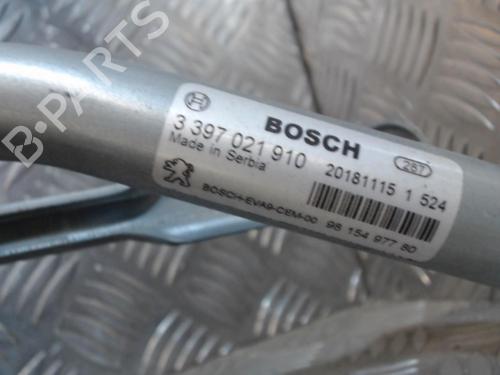 B-PARTS
BOSCH
267
3 397 021 910
Made in Serbia
20181115 1 524
BOSCH-EVA9-CEM-00
98 154 977 80